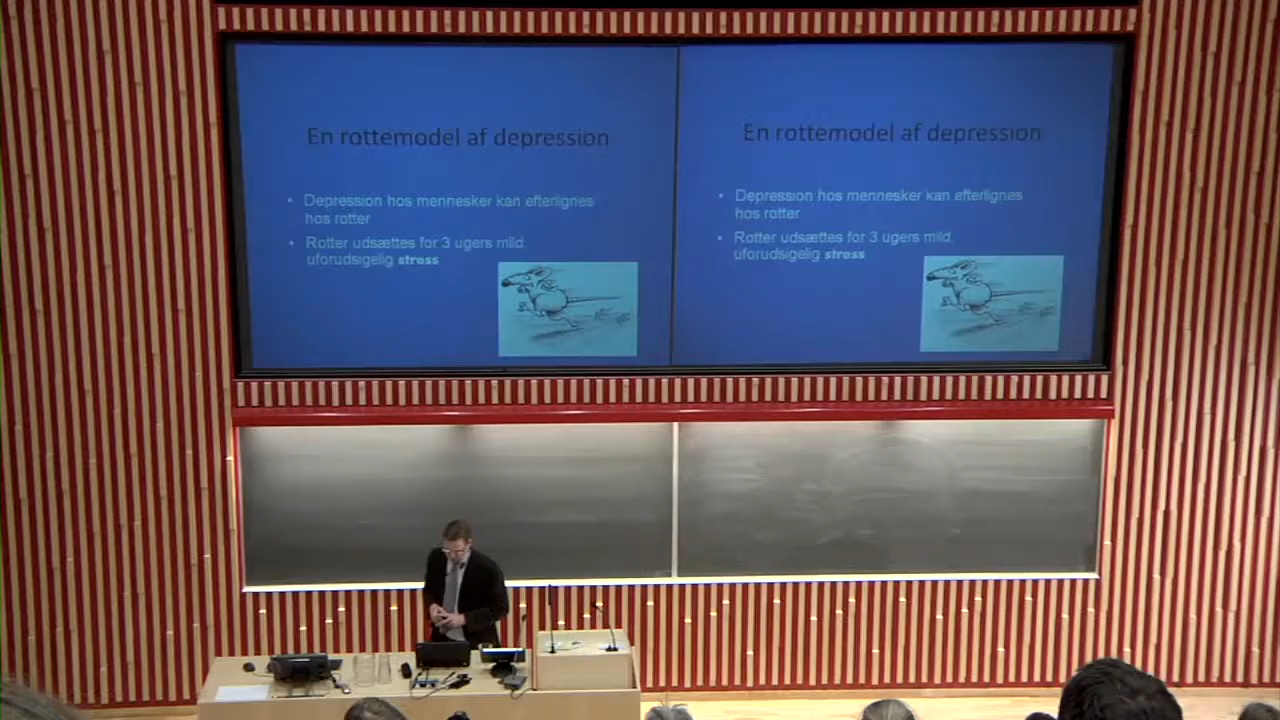 En rottemodel af depression
• Depression hos mennesker kan efterlignes
hos rotter
• Rotter udsættes for 3 ugers mild,
uforudsigelig stress
En rottemodel af depression
• Depression hos mennesker kan efterlignes
hos rotter
• Rotter udsættes for 3 ugers mild,
uforudsigelig stress